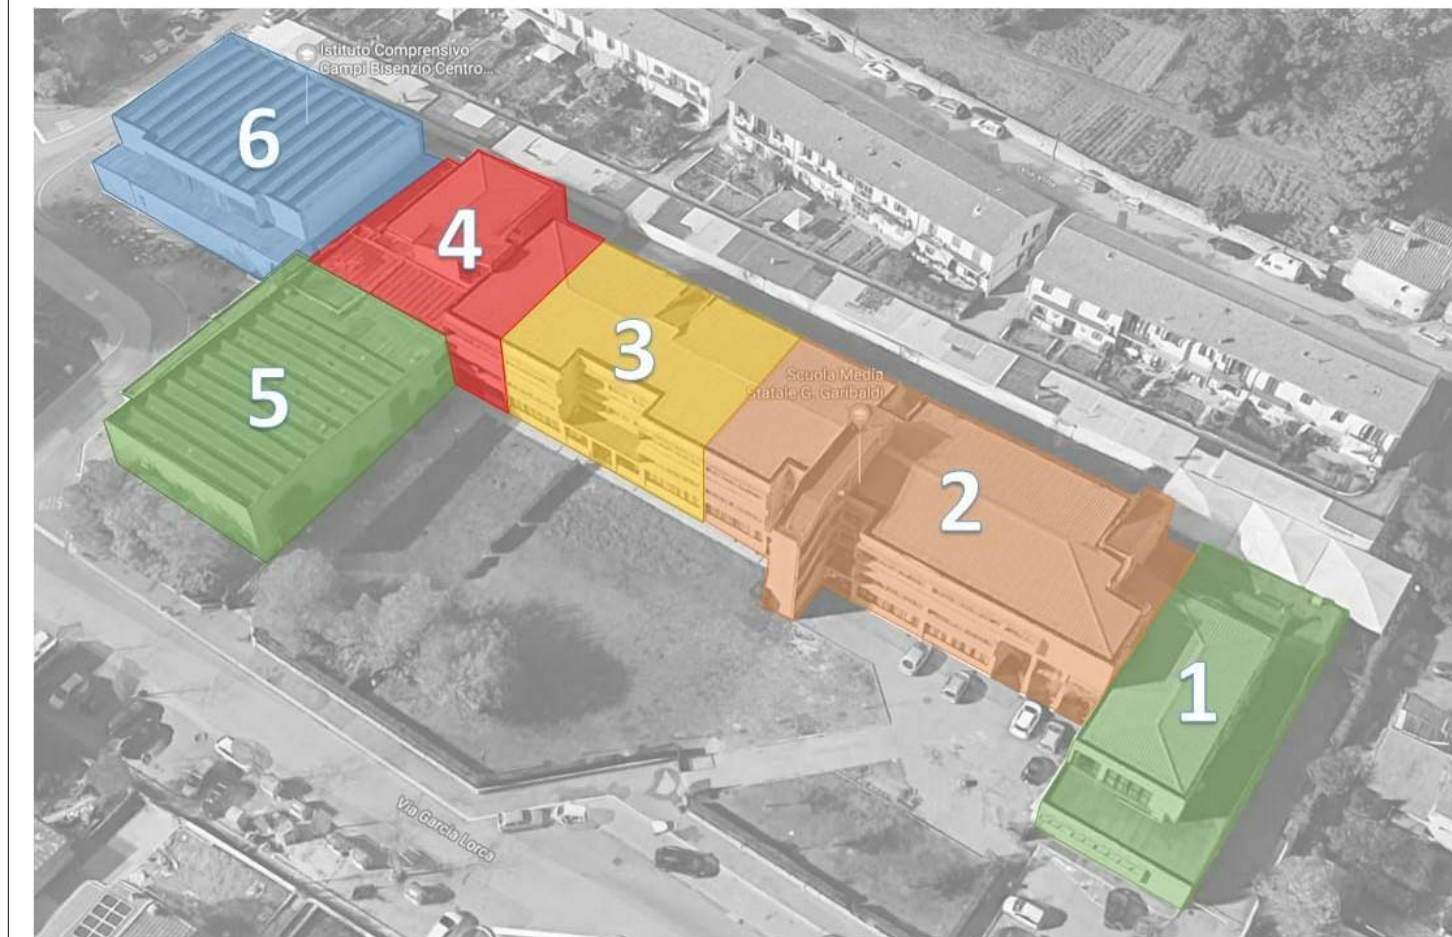 Istituto Comprensivo
Campi Bisenzio Centro...
6
4
3
5
Scuola Media
Statale G. Garibaldi
2
1
Via Garcia Lorca